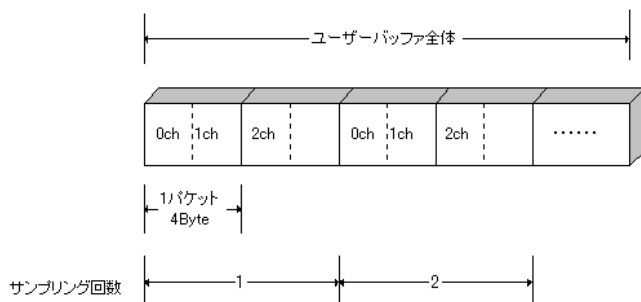 ユーザーバッファ全体
0ch 1ch 2ch 0ch 1ch 2ch ‥‥‥
1パケット
4Byte
サンプリング回数 1 2